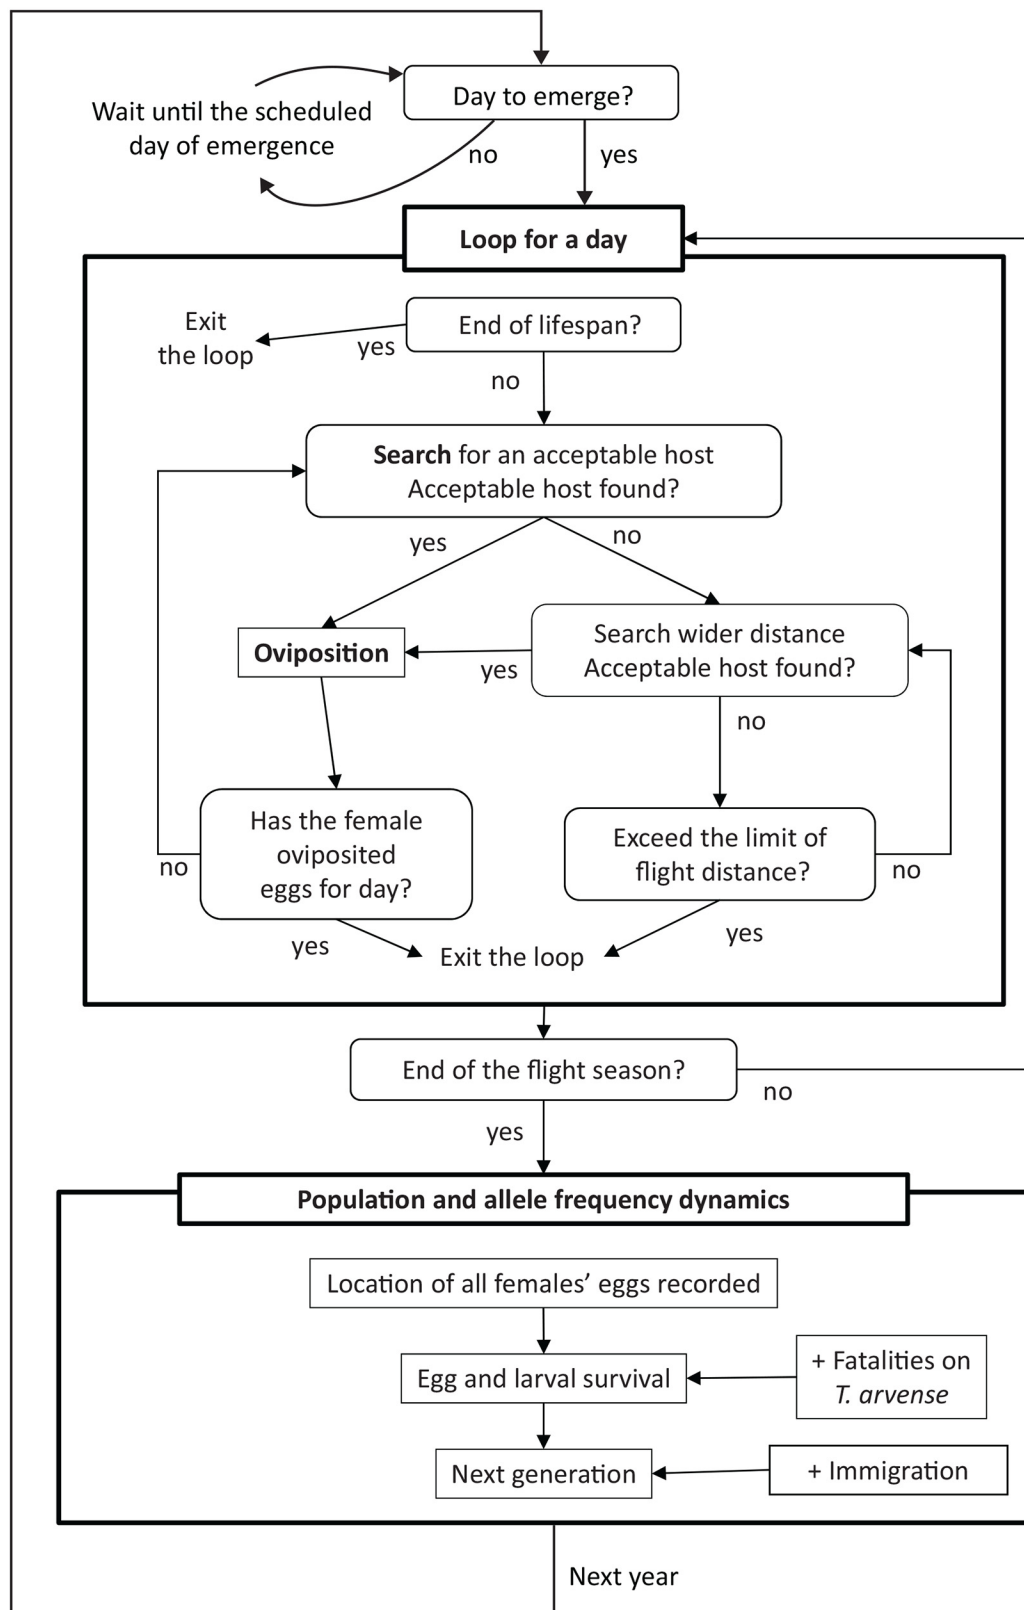 Day to emerge?
Wait until the scheduled
day of emergence
no
yes
Loop for a day
End of lifespan?
Exit
the loop
yes
no
Search for an acceptable host
Acceptable host found?
yes
no
Search wider distance
Acceptable host found?
Oviposition
yes
no
Has the female
oviposited
eggs for day?
Exceed the limit of
flight distance?
no
no
yes
Exit the loop
yes
End of the flight season?
no
yes
Population and allele frequency dynamics
Location of all females’ eggs recorded
Egg and larval survival
+ Fatalities on
T. arvense
Next generation
+ Immigration
Next year